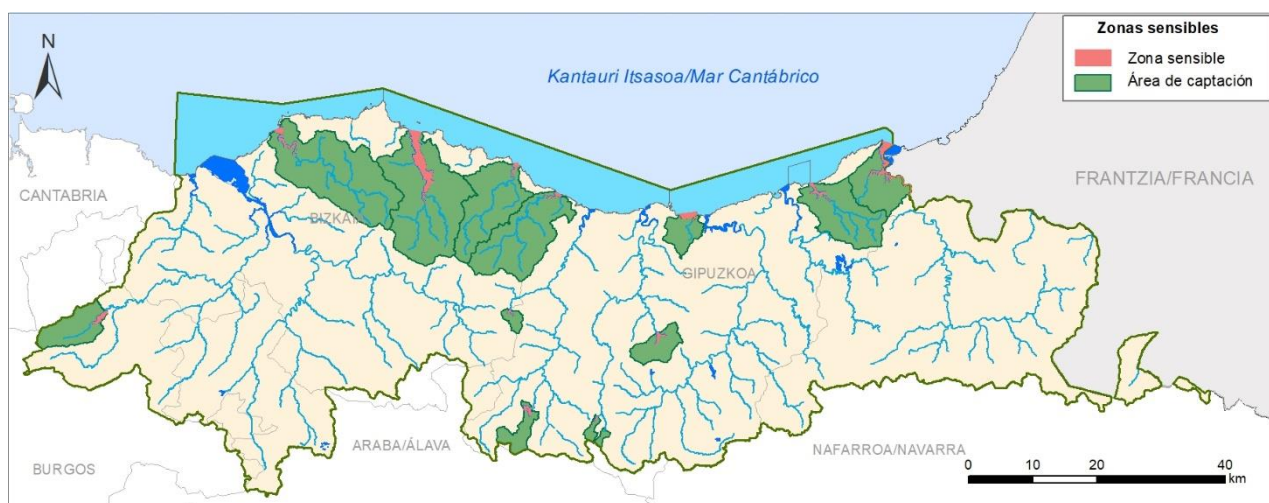 Zonas sensibles
Zona sensible
Área de captación
N
Kantauri Itsasoa/Mar Cantábrico
CANTABRIA
FRANTZIA/FRANCIA
BIZKAIA
GIPUZKOA
ARABA/ÁLAVA
NAFARROA/NAVARRA
BURGOS
0 10 20 40
km